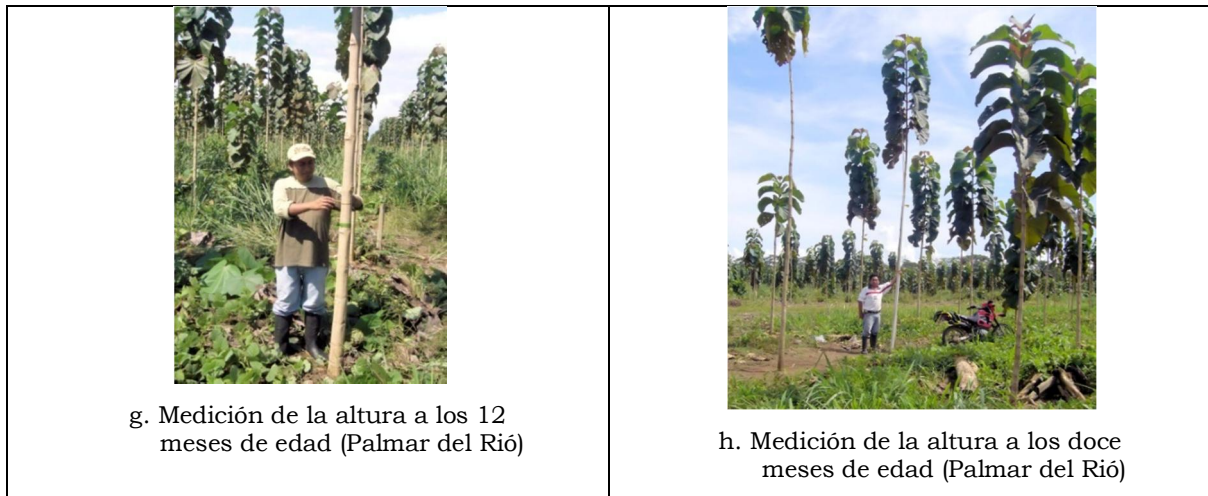 g. Medición de la altura a los 12
meses de edad (Palmar del Rió)
h. Medición de la altura a los doce
meses de edad (Palmar del Rió)